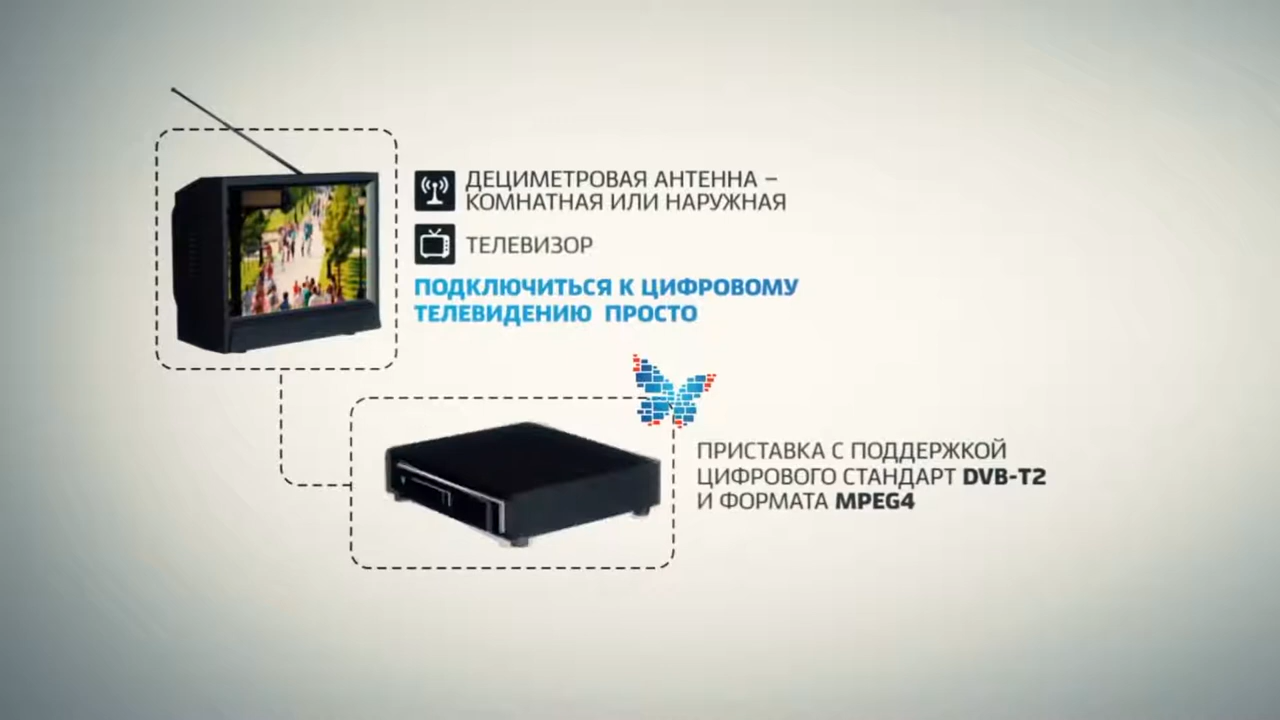 ДЕЦИМЕТРОВАЯ АНТЕННА –
КОМНАТНАЯ ИЛИ НАРУЖНАЯ
ТЕЛЕВИЗОР
ПОДКЛЮЧИТЬСЯ К ЦИФРОВОМУ
ТЕЛЕВИДЕНИЮ ПРОСТО
ПРИСТАВКА С ПОДДЕРЖКОЙ
ЦИФРОВОГО СТАНДАРТ DVB-T2
И ФОРМАТА MPEG4